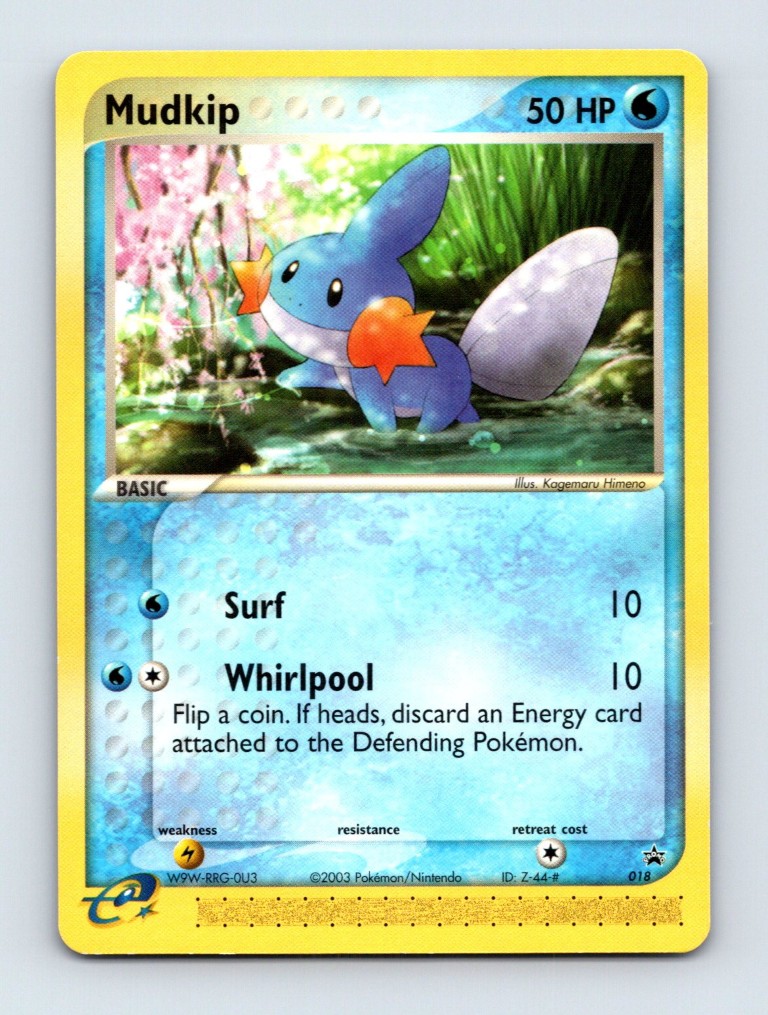 Mudkip 50 HP
BASIC
Illus. Kagemaru Himeno
Surf 10
Whirlpool 10
Flip a coin. If heads, discard an Energy card
attached to the Defending Pokémon.
weakness resistance retreat cost
W9W-RRG-0U3 ©2003 Pokémon/Nintendo ID: Z-44-# 018